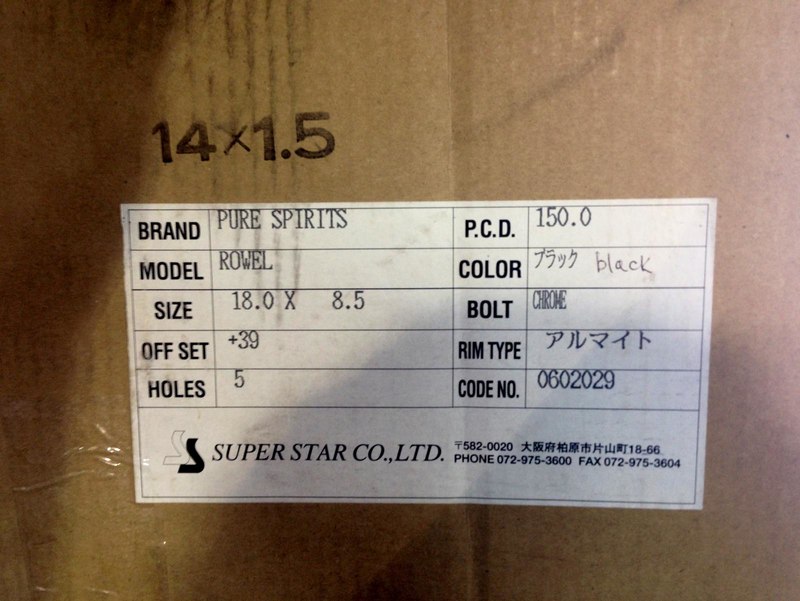 14×1.5
BRAND PURE SPIRITS P.C.D. 150.0
MODEL ROWEL COLOR ブラック black
SIZE 18.0 X 8.5 BOLT CHROME
OFF SET +39 RIM TYPE アルマイト
HOLES 5 CODE NO. 0602029
SUPER STAR CO.,LTD. 〒582-0020 大阪府柏原市片山町18-66
PHONE 072-975-3600 FAX 072-975-3604